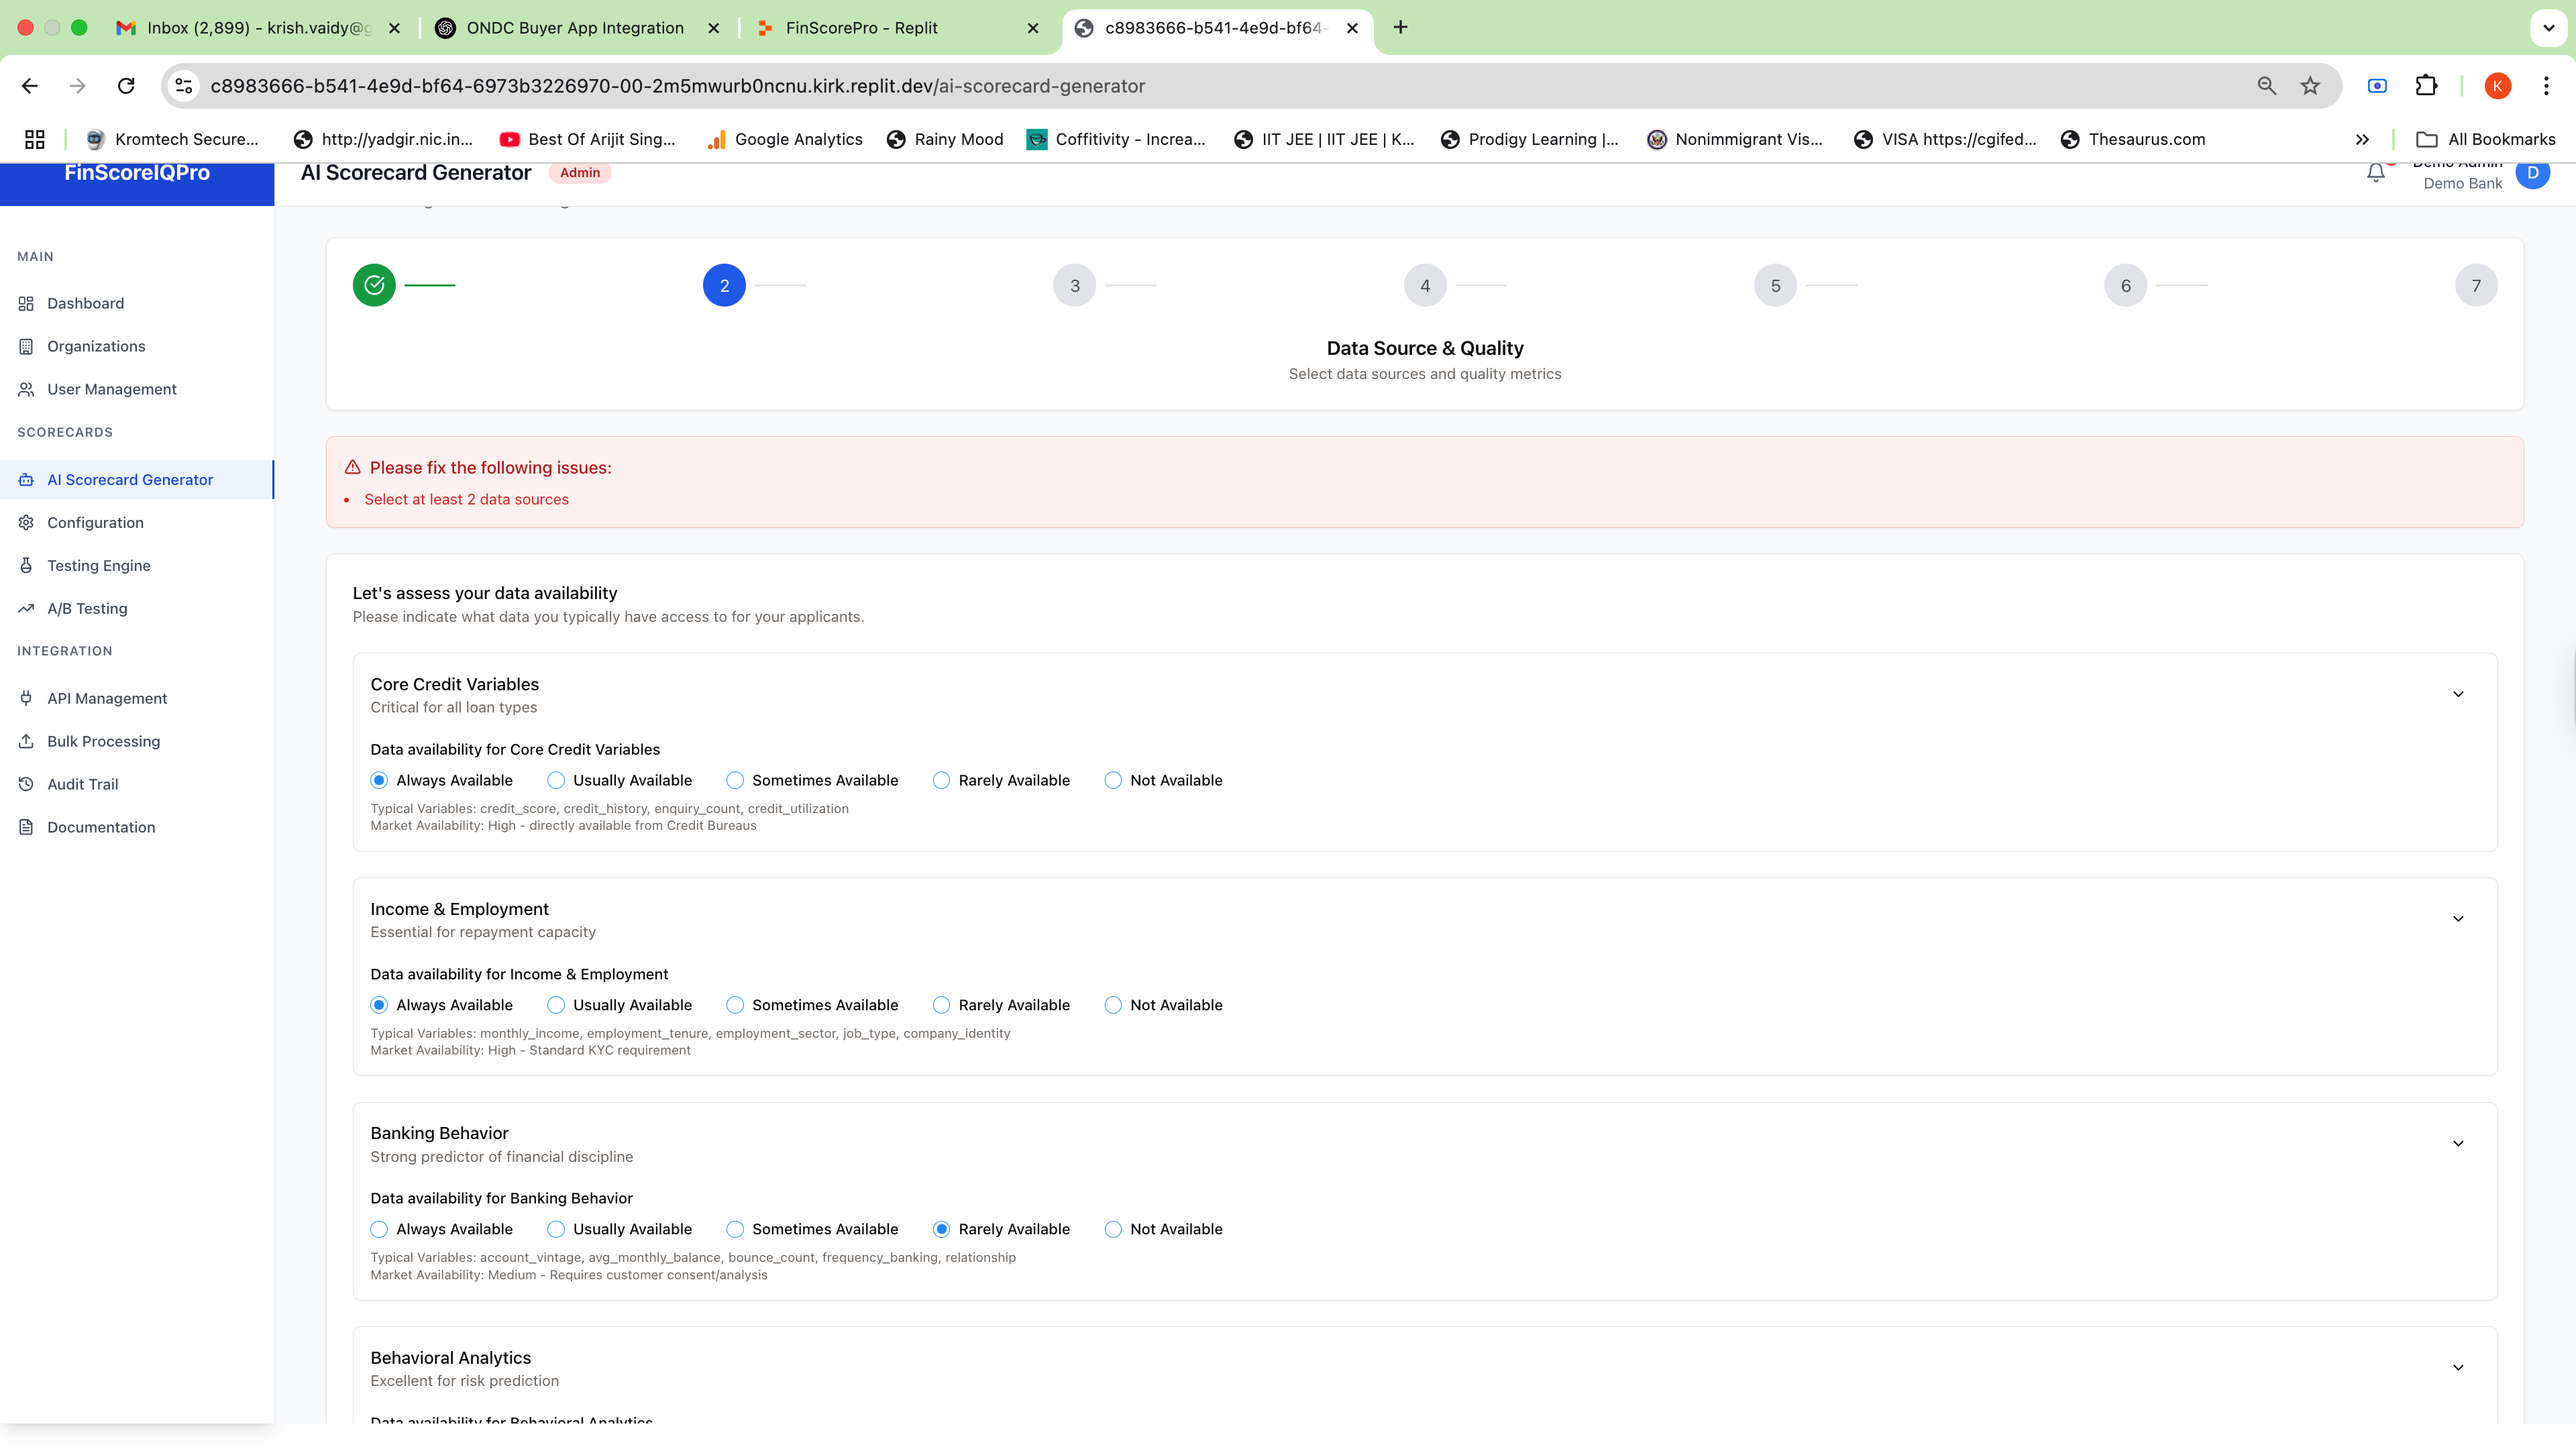 Inbox (2,899) - krish.vaidy@g
ONDC Buyer App Integration
FinScorePro - Replit
c8983666-b541-4e9d-bf64-
c8983666-b541-4e9d-bf64-6973b3226970-00-2m5mwurb0ncnu.kirk.replit.dev/ai-scorecard-generator
K
Kromtech Secure...
http://yadgir.nic.in...
Best Of Arijit Sing...
Google Analytics
Rainy Mood
Coffitivity - Increa...
IIT JEE | IIT JEE | K...
Prodigy Learning |...
Nonimmigrant Vis...
VISA https://cgifed...
Thesaurus.com
All Bookmarks
FinScoreIQPro
AI Scorecard Generator
Admin
Demo Admin
Demo Bank
D
MAIN
Dashboard
Organizations
User Management
SCORECARDS
AI Scorecard Generator
Configuration
Testing Engine
A/B Testing
INTEGRATION
API Management
Bulk Processing
Audit Trail
Documentation
2
3
4
5
6
7
Data Source & Quality
Select data sources and quality metrics
Please fix the following issues:
• Select at least 2 data sources
Let's assess your data availability
Please indicate what data you typically have access to for your applicants.
Core Credit Variables
Critical for all loan types
Data availability for Core Credit Variables
Always Available Usually Available Sometimes Available Rarely Available Not Available
Typical Variables: credit_score, credit_history, enquiry_count, credit_utilization
Market Availability: High - directly available from Credit Bureaus
Income & Employment
Essential for repayment capacity
Data availability for Income & Employment
Always Available Usually Available Sometimes Available Rarely Available Not Available
Typical Variables: monthly_income, employment_tenure, employment_sector, job_type, company_identity
Market Availability: High - Standard KYC requirement
Banking Behavior
Strong predictor of financial discipline
Data availability for Banking Behavior
Always Available Usually Available Sometimes Available Rarely Available Not Available
Typical Variables: account_vintage, avg_monthly_balance, bounce_count, frequency_banking, relationship
Market Availability: Medium - Requires customer consent/analysis
Behavioral Analytics
Excellent for risk prediction
Data availability for Behavioral Analytics